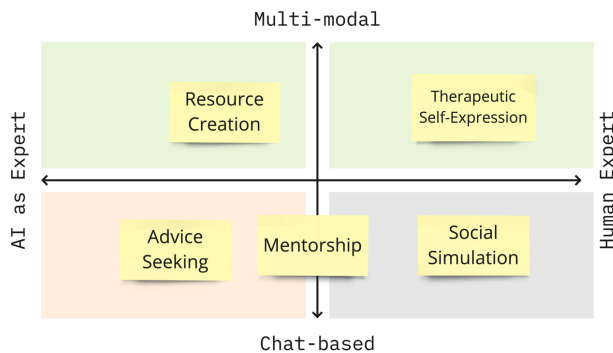 Multi-modal
Resource
Creation
Therapeutic
Self-Expression
AI as Expert
Human Expert
Advice
Seeking
Mentorship
Social
Simulation
Chat-based